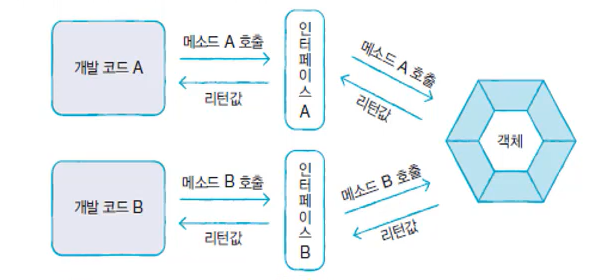 개발 코드 A
메소드 A 호출
리턴값
인터페이스 A
메소드 A 호출
리턴값
객체
개발 코드 B
메소드 B 호출
리턴값
인터페이스 B
메소드 B 호출
리턴값